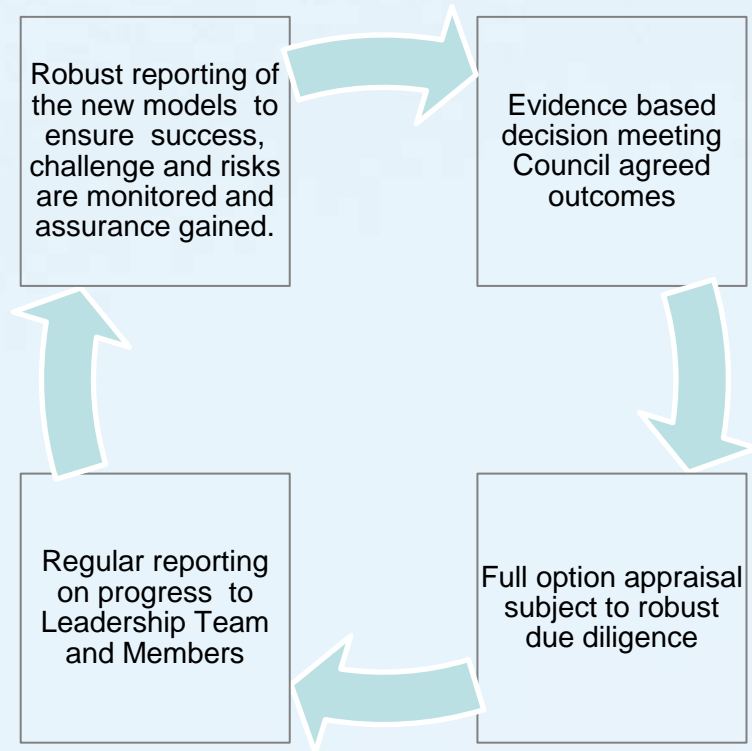 Robust reporting of
the new models  to
ensure  success,
challenge and risks
are monitored and
assurance gained.
Evidence based
decision meeting
Council agreed
outcomes
Regular reporting
on progress  to
Leadership Team
and Members
Full option appraisal
subject to robust
due diligence